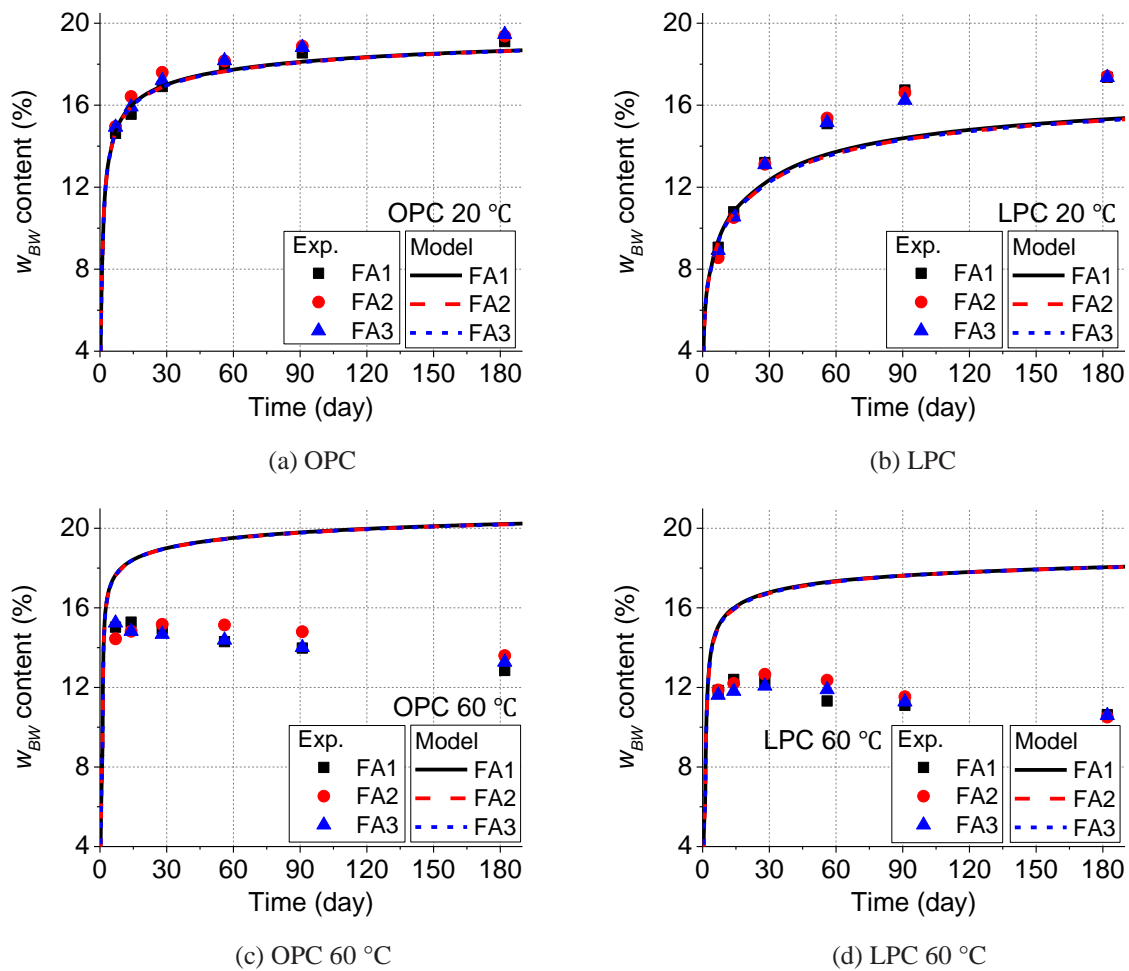 20
16
12
8
4
w_BW content (%)
OPC 20 ℃
Exp. Model
FA1 FA1
FA2 FA2
FA3 FA3
0 30 60 90 120 150 180
Time (day)
(a) OPC
20
16
12
8
4
w_BW content (%)
LPC 20 ℃
Exp. Model
FA1 FA1
FA2 FA2
FA3 FA3
0 30 60 90 120 150 180
Time (day)
(b) LPC
20
16
12
8
4
w_BW content (%)
OPC 60 ℃
Exp. Model
FA1 FA1
FA2 FA2
FA3 FA3
0 30 60 90 120 150 180
Time (day)
(c) OPC 60 °C
20
16
12
8
4
w_BW content (%)
LPC 60 ℃
Exp. Model
FA1 FA1
FA2 FA2
FA3 FA3
0 30 60 90 120 150 180
Time (day)
(d) LPC 60 °C